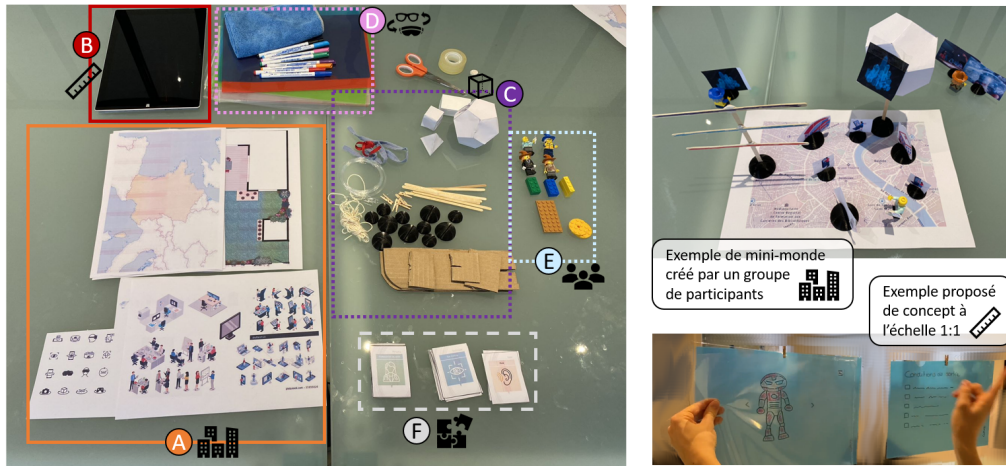 B
D
C
E
A
F
Exemple de mini-monde
créé par un groupe
de participants
Exemple proposé
de concept à
l'échelle 1:1